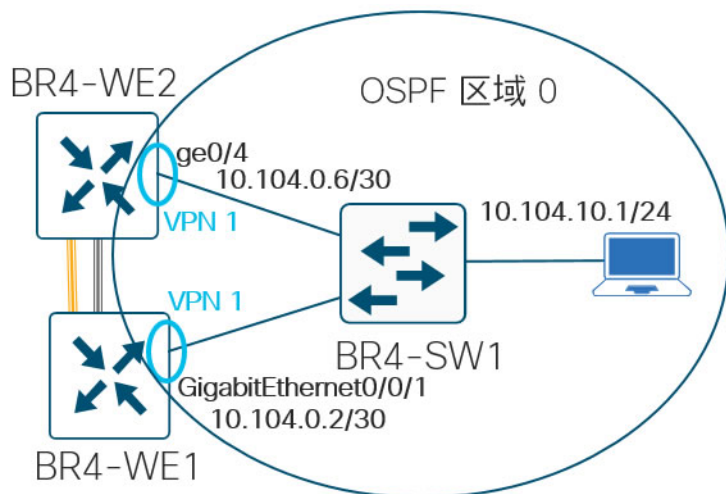 BR4-WE2
OSPF 区域 0
ge0/4
10.104.0.6/30
VPN 1
10.104.10.1/24
VPN 1
BR4-SW1
GigabitEthernet0/0/1
10.104.0.2/30
BR4-WE1